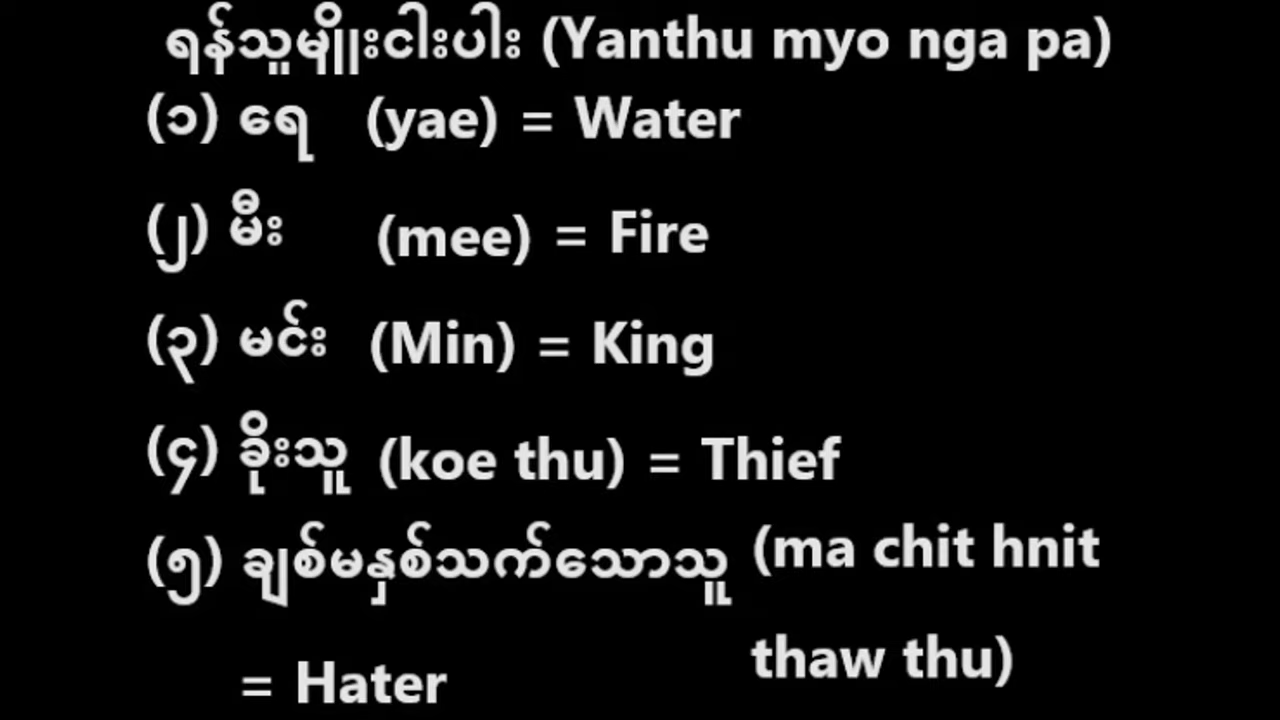 ရန်သူမျိုးငါးပါး (Yanthu myo nga pa)
(၁) ရေ (yae) = Water
(၂) မီး (mee) = Fire
(၃) မင်း (Min) = King
(၄) ခိုးသူ (koe thu) = Thief
(၅) ချစ်မနှစ်သက်သောသူ (ma chit hnit
thaw thu)
= Hater